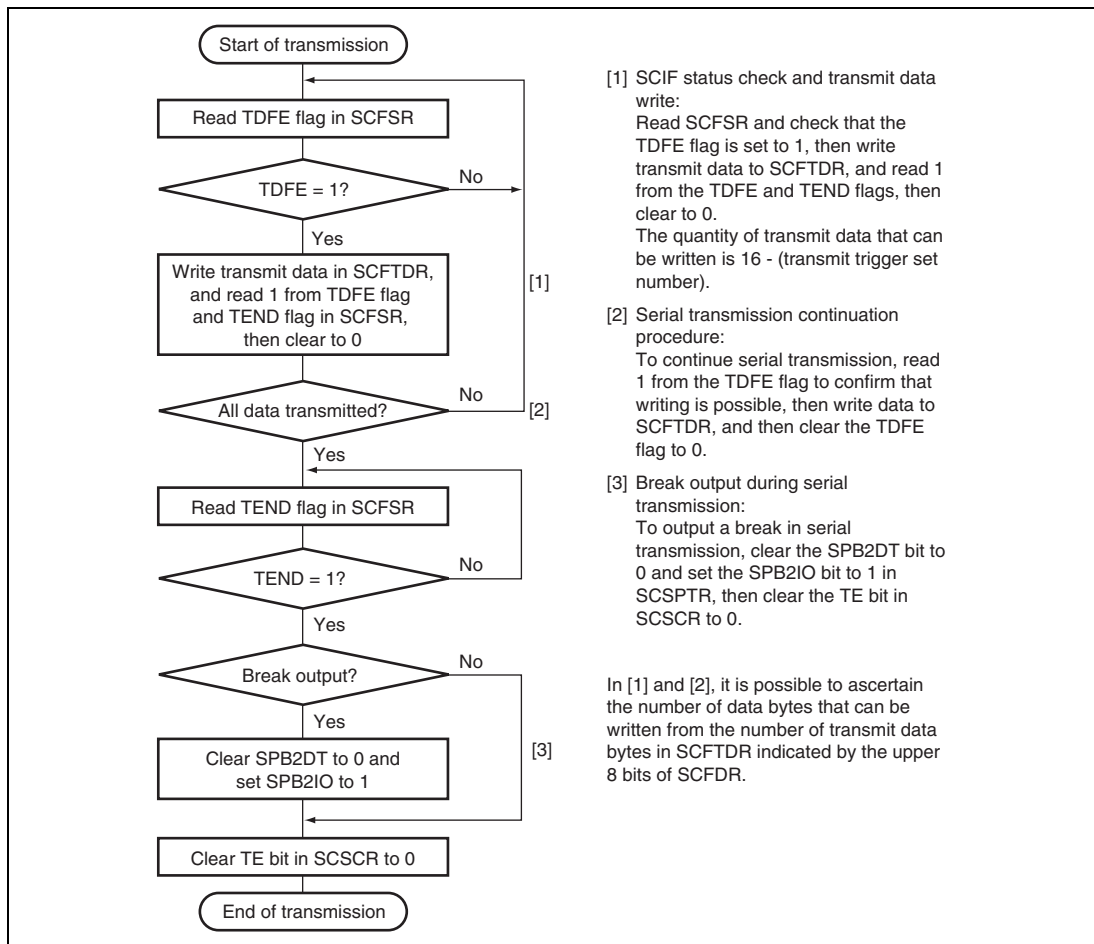 Start of transmission
Read TDFE flag in SCFSR
TDFE = 1?
No
Yes
Write transmit data in SCFTDR,
and read 1 from TDFE flag
and TEND flag in SCFSR,
then clear to 0
[1]
All data transmitted?
No
[2]
Yes
Read TEND flag in SCFSR
TEND = 1?
No
Yes
Break output?
No
Yes
Clear SPB2DT to 0 and
set SPB2IO to 1
[3]
Clear TE bit in SCSCR to 0
End of transmission
[1] SCIF status check and transmit data
write:
Read SCFSR and check that the
TDFE flag is set to 1, then write
transmit data to SCFTDR, and read 1
from the TDFE and TEND flags, then
clear to 0.
The quantity of transmit data that can
be written is 16 - (transmit trigger set
number).
[2] Serial transmission continuation
procedure:
To continue serial transmission, read
1 from the TDFE flag to confirm that
writing is possible, then write data to
SCFTDR, and then clear the TDFE
flag to 0.
[3] Break output during serial
transmission:
To output a break in serial
transmission, clear the SPB2DT bit to
0 and set the SPB2IO bit to 1 in
SCSPTR, then clear the TE bit in
SCSCR to 0.
In [1] and [2], it is possible to ascertain
the number of data bytes that can be
written from the number of transmit data
bytes in SCFTDR indicated by the upper
8 bits of SCFDR.